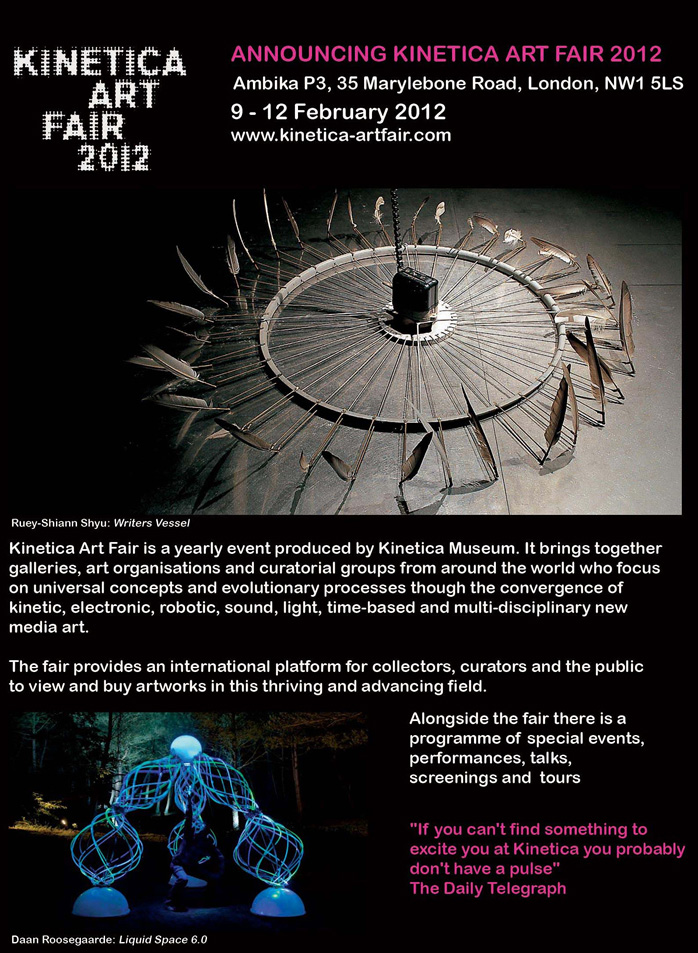 KINETICA
ART
FAIR
2012
ANNOUNCING KINETICA ART FAIR 2012
Ambika P3, 35 Marylebone Road, London, NW1 5LS
9 - 12 February 2012
www.kinetica-artfair.com
Ruey-Shiann Shyu: Writers Vessel
Kinetica Art Fair is a yearly event produced by Kinetica Museum. It brings together
galleries, art organisations and curatorial groups from around the world who focus
on universal concepts and evolutionary processes though the convergence of
kinetic, electronic, robotic, sound, light, time-based and multi-disciplinary new
media art.
The fair provides an international platform for collectors, curators and the public
to view and buy artworks in this thriving and advancing field.
Alongside the fair there is a
programme of special events,
performances, talks,
screenings and tours
"If you can't find something to
excite you at Kinetica you probably
don't have a pulse"
The Daily Telegraph
Daan Roosegaarde: Liquid Space 6.0